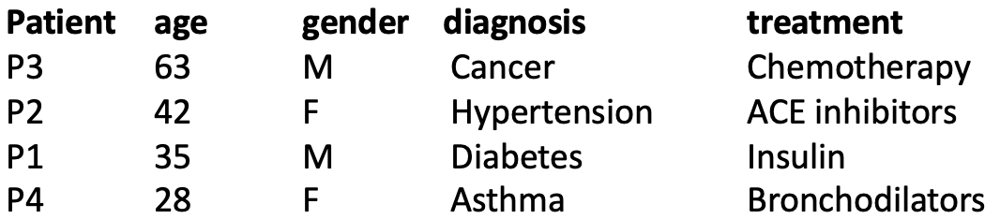 Patient age gender diagnosis treatment
P3 63 M Cancer Chemotherapy
P2 42 F Hypertension ACE inhibitors
P1 35 M Diabetes Insulin
P4 28 F Asthma Bronchodilators